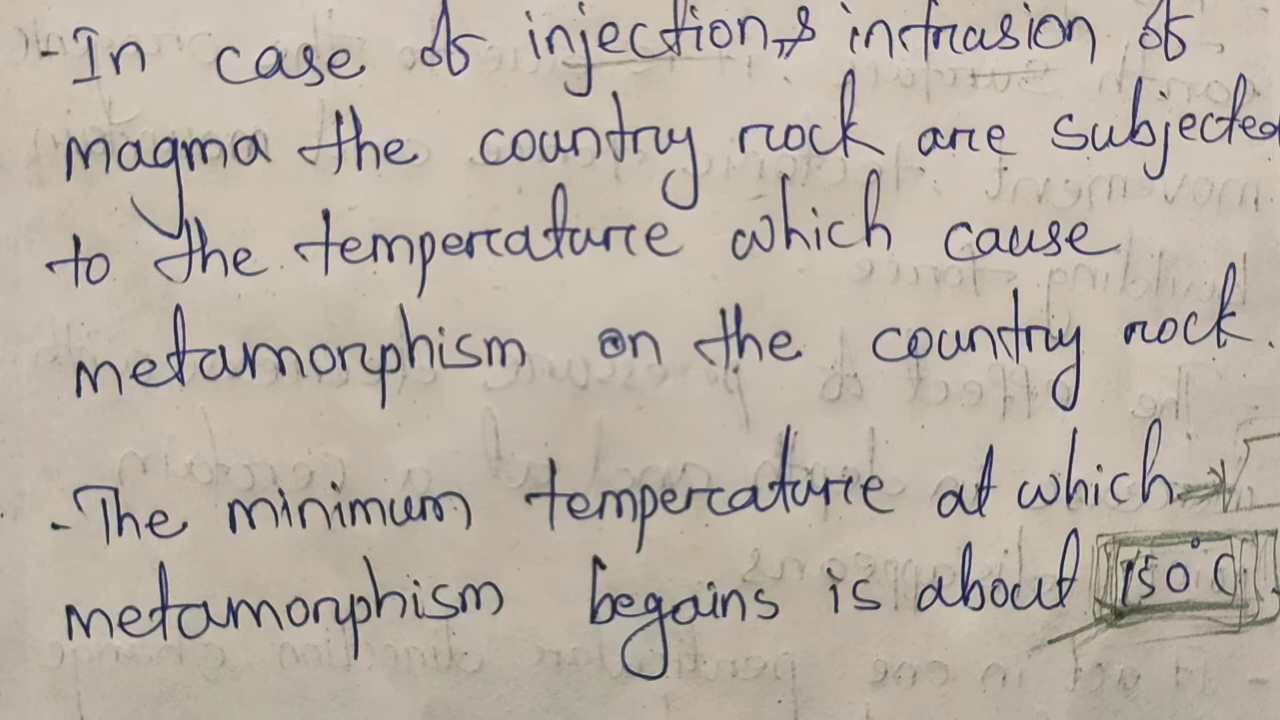 - In case of injection, & intrusion of
magma the country rock are subjected
to the temperature which cause
metamorphism on the country rock.
- The minimum temperature at which
metamorphism begains is about 150°C